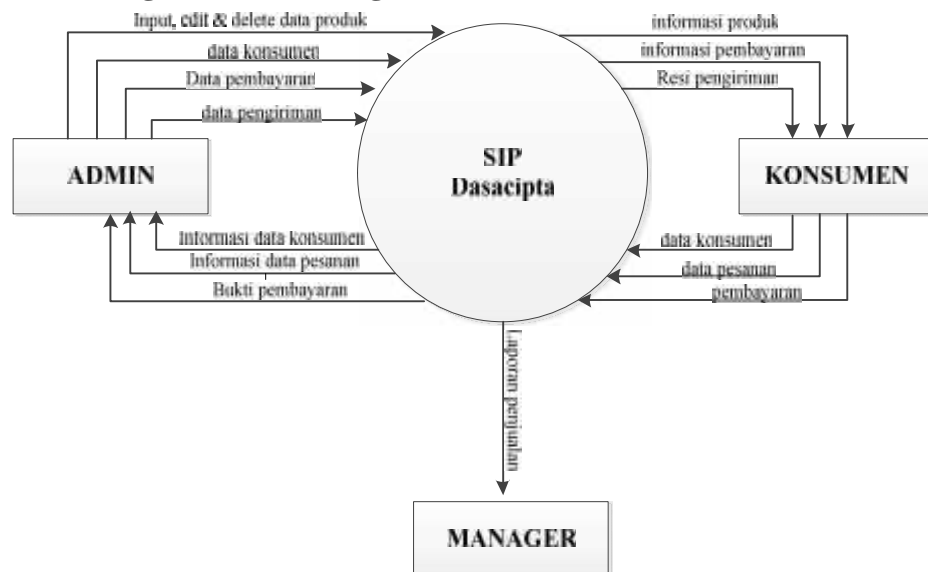 Input, edit & delete data produk
data konsumen
Data pembayaran
data pengiriman
informasi produk
informasi pembayaran
Resi pengiriman
ADMIN
SIP
Dasacipta
KONSUMEN
Informasi data konsumen
Informasi data pesanan
Bukti pembayaran
data konsumen
data pesanan
pembayaran
Laporan penjualan
MANAGER